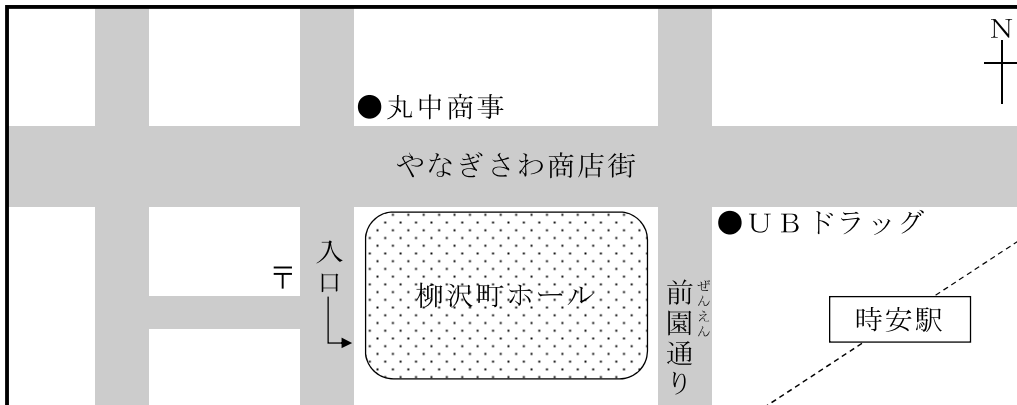 N
●丸中商事
やなぎさわ商店街
●UBドラッグ
〒
入口
柳沢町ホール
前園通り
ぜんえん
時安駅